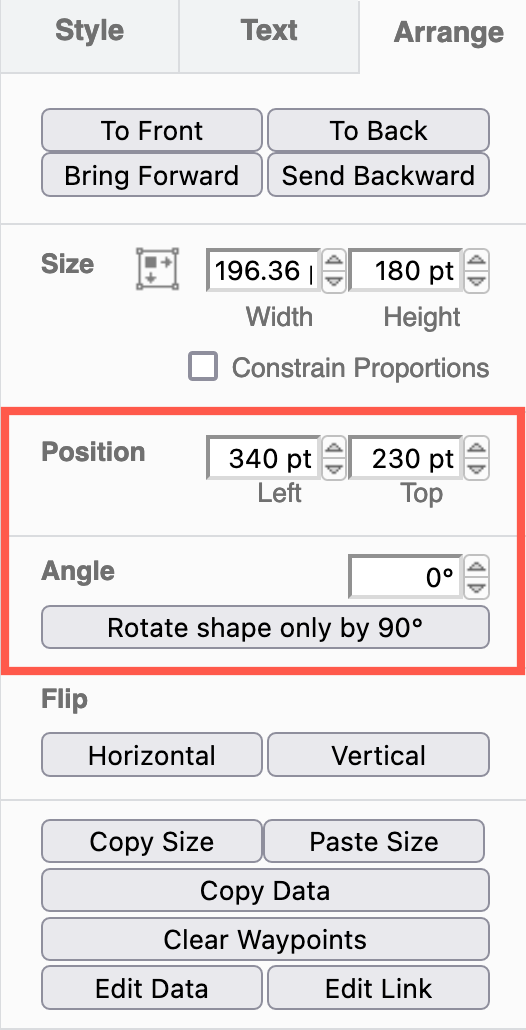 Style Text Arrange
To Front To Back
Bring Forward Send Backward
Size 196.36 180 pt
Width Height
Constrain Proportions
Position 340 pt 230 pt
Left Top
Angle 0°
Rotate shape only by 90°
Flip
Horizontal Vertical
Copy Size Paste Size
Copy Data
Clear Waypoints
Edit Data Edit Link